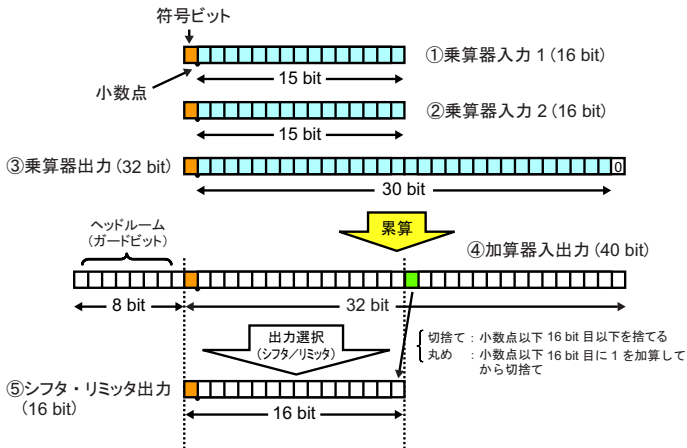 符号ビット
①乗算器入力 1 (16 bit)
15 bit
小数点
②乗算器入力 2 (16 bit)
15 bit
③乗算器出力 (32 bit)
0
30 bit
ヘッドルーム
(ガードビット)
累算
④加算器入出力 (40 bit)
8 bit
32 bit
出力選択
(シフタ/リミッタ)
切捨て : 小数点以下 16 bit 目以下を捨てる
丸め : 小数点以下 16 bit 目に 1 を加算して
から切捨て
⑤シフタ・リミッタ出力
(16 bit)
16 bit